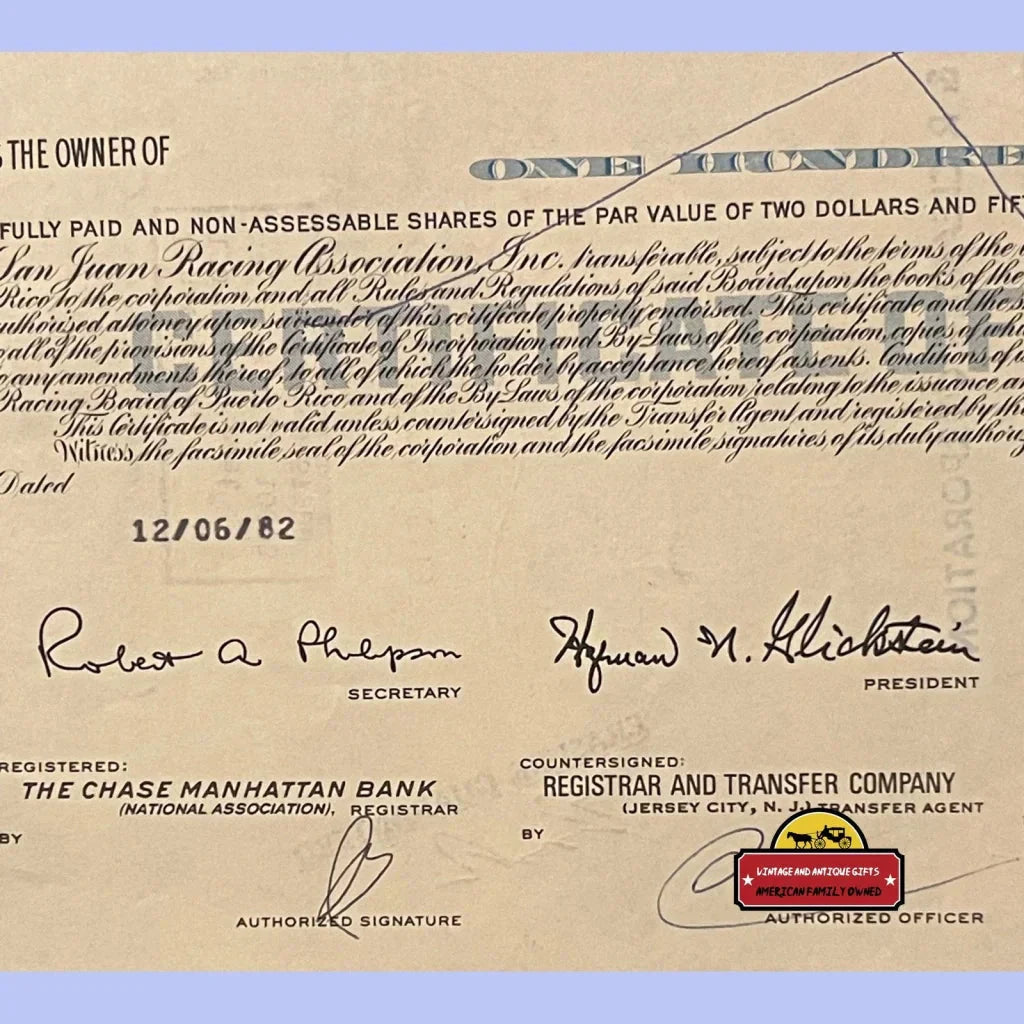 THE OWNER OF
ONE HUNDRE
FULLY PAID AND NON-ASSESSABLE SHARES OF THE PAR VALUE OF TWO DOLLARS AND FIF
San Juan Racing Association, Inc. transferable, subject to the terms of the
Rico to the corporation, and all Rules and Regulations of said Board, upon the books of the
uthorized attorney upon surrender of this certificate properly endorsed. This certificate and the s
all of the provisions of the Certificate of Incorporation and By Laws of the corporation, copies of whi
any amendments thereof, to all of which the holder by acceptance hereof assents. Conditions of
Racing Board of Puerto Rico and of the By Laws of the corporation relating to the issuance a
This Certificate is not valid unless countersigned by the Transfer Agent and registered by the
Witness, the facsimile seal of the corporation and the facsimile signatures of its duly authori
Dated
12/06/82
Robert A Philipson
Hyman N. Glickstein
SECRETARY
PRESIDENT
REGISTERED:
THE CHASE MANHATTAN BANK
(NATIONAL ASSOCIATION), REGISTRAR
BY
AUTHORIZED SIGNATURE
COUNTERSIGNED:
REGISTRAR AND TRANSFER COMPANY
(JERSEY CITY, N. J.) TRANSFER AGENT
BY
AUTHORIZED OFFICER
VINTAGE AND ANTIQUE GIFTS
AMERICAN FAMILY OWNED